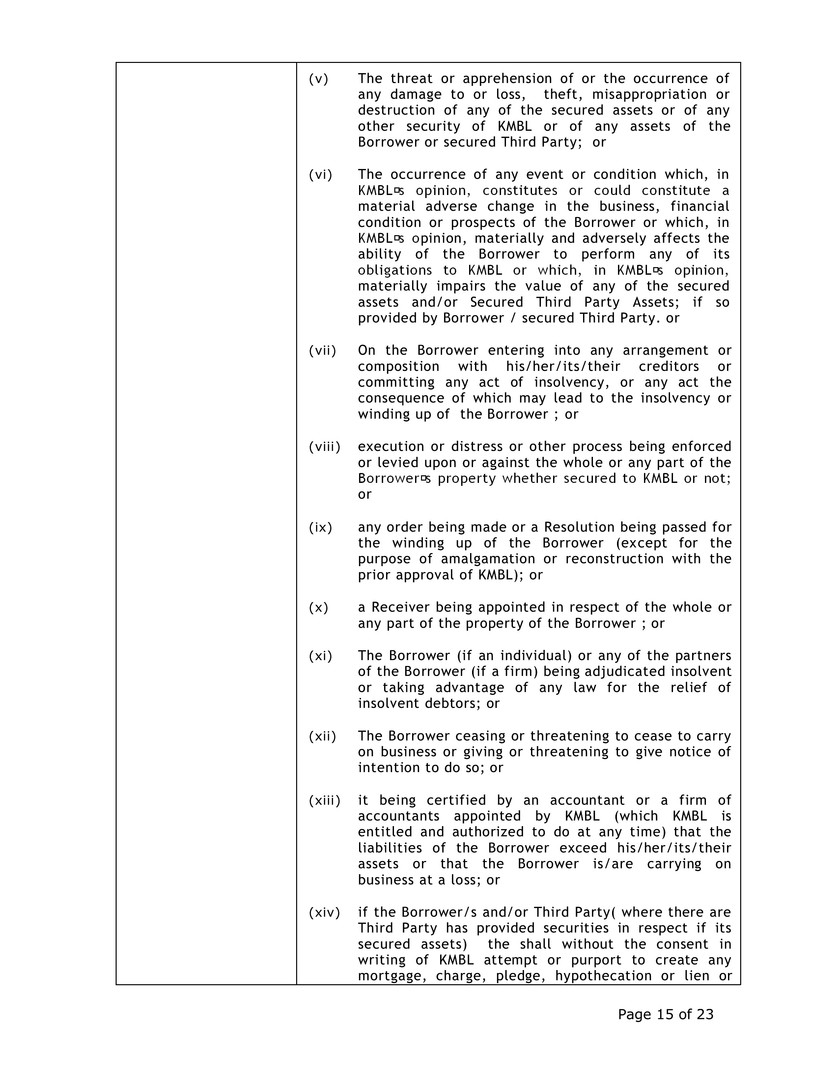 (v) The threat or apprehension of or the occurrence of
any damage to or loss, theft, misappropriation or
destruction of any of the secured assets or of any
other security of KMBL or of any assets of the
Borrower or secured Third Party; or
(vi) The occurrence of any event or condition which, in
KMBL¤s opinion, constitutes or could constitute a
material adverse change in the business, financial
condition or prospects of the Borrower or which, in
KMBL¤s opinion, materially and adversely affects the
ability of the Borrower to perform any of its
obligations to KMBL or which, in KMBL¤s opinion,
materially impairs the value of any of the secured
assets and/or Secured Third Party Assets; if so
provided by Borrower / secured Third Party. or
(vii) On the Borrower entering into any arrangement or
composition with his/her/its/their creditors or
committing any act of insolvency, or any act the
consequence of which may lead to the insolvency or
winding up of the Borrower ; or
(viii) execution or distress or other process being enforced
or levied upon or against the whole or any part of the
Borrower¤s property whether secured to KMBL or not;
or
(ix) any order being made or a Resolution being passed for
the winding up of the Borrower (except for the
purpose of amalgamation or reconstruction with the
prior approval of KMBL); or
(x) a Receiver being appointed in respect of the whole or
any part of the property of the Borrower ; or
(xi) The Borrower (if an individual) or any of the partners
of the Borrower (if a firm) being adjudicated insolvent
or taking advantage of any law for the relief of
insolvent debtors; or
(xii) The Borrower ceasing or threatening to cease to carry
on business or giving or threatening to give notice of
intention to do so; or
(xiii) it being certified by an accountant or a firm of
accountants appointed by KMBL (which KMBL is
entitled and authorized to do at any time) that the
liabilities of the Borrower exceed his/her/its/their
assets or that the Borrower is/are carrying on
business at a loss; or
(xiv) if the Borrower/s and/or Third Party( where there are
Third Party has provided securities in respect if its
secured assets) the shall without the consent in
writing of KMBL attempt or purport to create any
mortgage, charge, pledge, hypothecation or lien or
Page 15 of 23